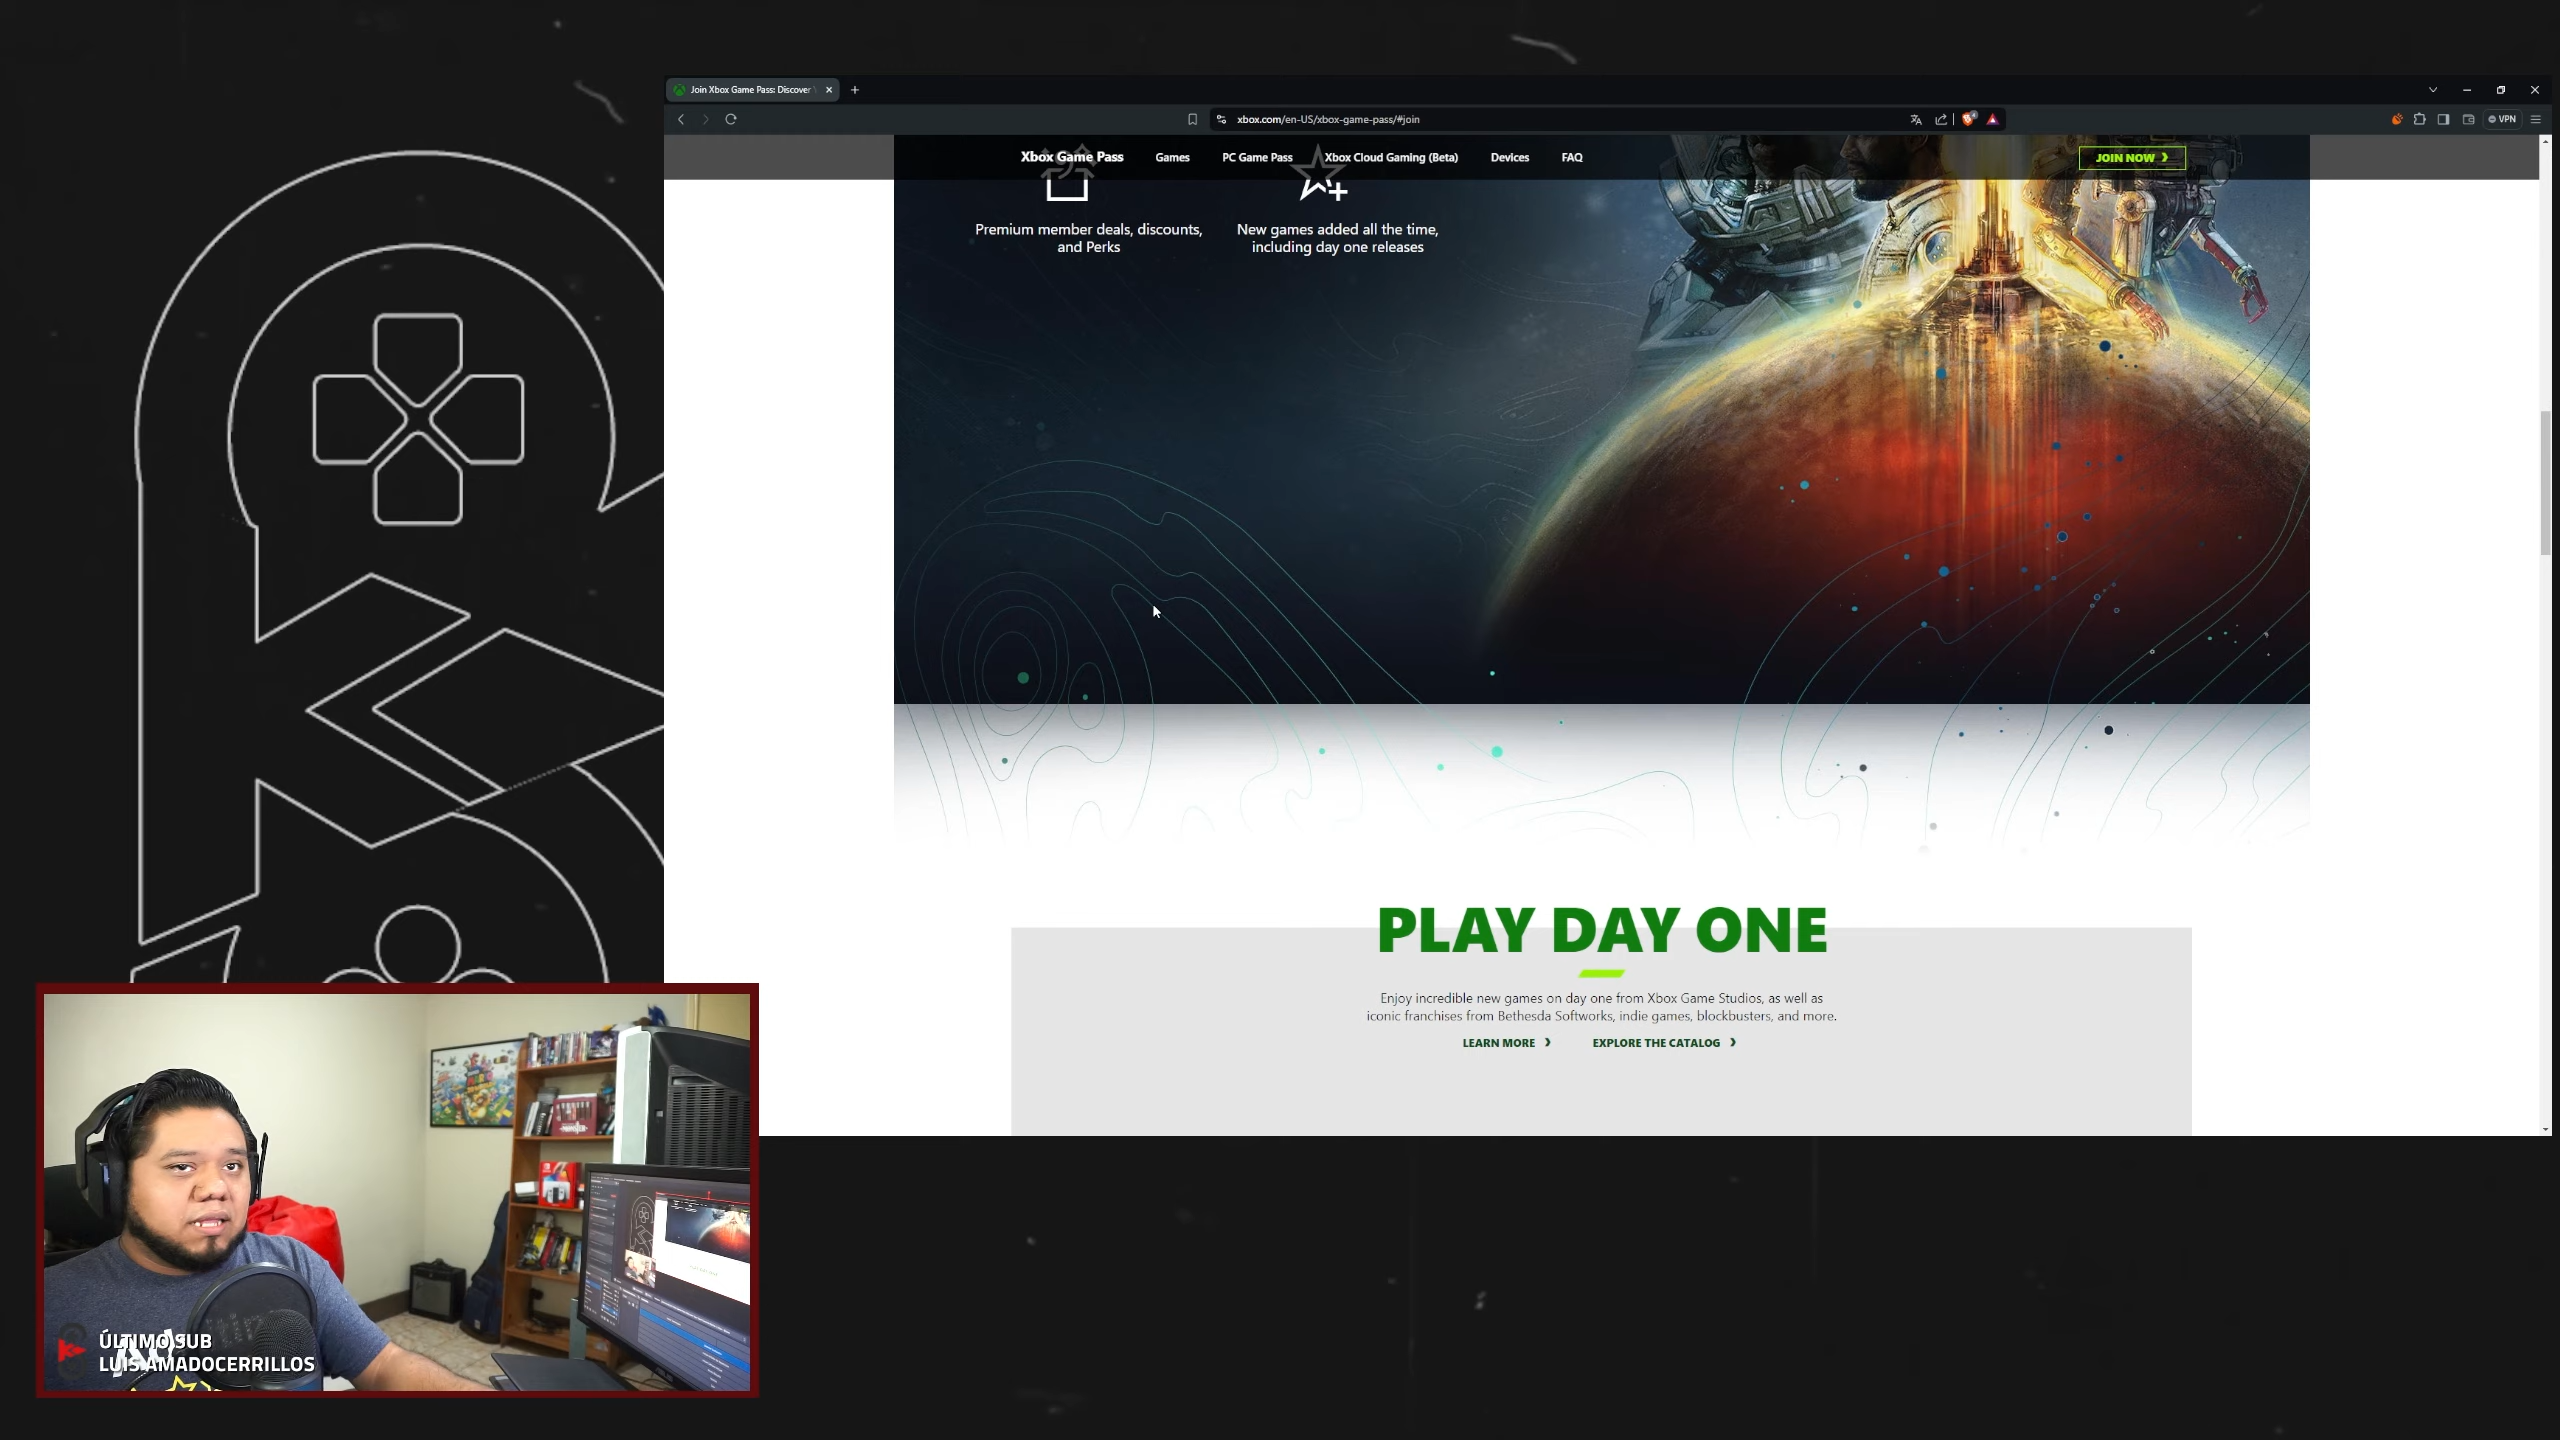 Join Xbox Game Pass: Discover
xbox.com/en-US/xbox-game-pass/#join
VPN
Xbox Game Pass
Games
PC Game Pass
Xbox Cloud Gaming (Beta)
Devices
FAQ
JOIN NOW
Premium member deals, discounts,
and Perks
New games added all the time,
including day one releases
PLAY DAY ONE
Enjoy incredible new games on day one from Xbox Game Studios, as well as
iconic franchises from Bethesda Softworks, indie games, blockbusters, and more.
LEARN MORE
EXPLORE THE CATALOG
ÚLTIMO SUB
LUIS AMADOCERRILLOS